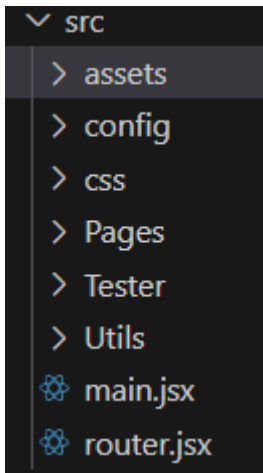 src
assets
config
css
Pages
Tester
Utils
main.jsx
router.jsx